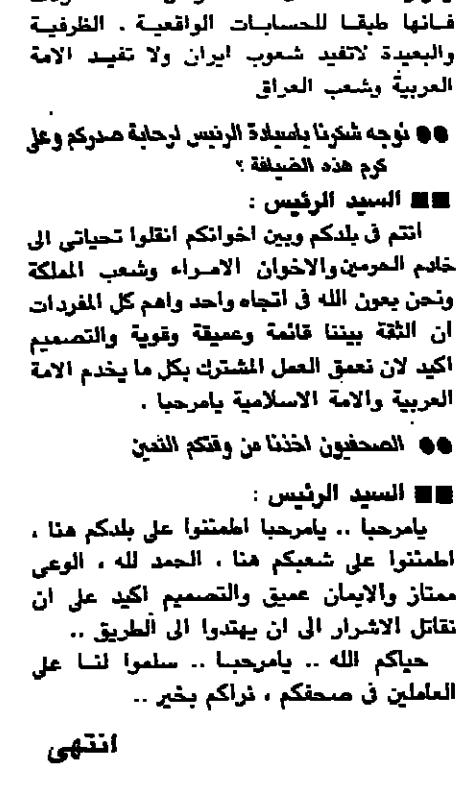 فانها طبقا للحسابات الواقعية . الظرفية
والبعيدة لاتفيد شعوب ايران ولا تفيد الامة
العربية وشعب العراق
●● نوجه شكرنا ياسيادة الرئيس لرحابة صدركم وعلى
كرم هذه الضيافة ؟
■■ السيد الرئيس :
انتم في بلدكم وبين اخوانكم انقلوا تحياتي الى
خادم الحرمين والاخوان الامراء وشعب المملكة
ونحن بعون الله في اتجاه واحد واهم كل المفردات
ان الثقة بيننا قائمة وعميقة وقوية والتصميم
اكيد لان نعمق العمل المشترك بكل ما يخدم الامة
العربية والامة الاسلامية يامرحبا .
●● الصحفيون اخذنا من وقتكم الثمين
■■ السيد الرئيس :
يامرحبا .. يامرحبا اطمئنوا على بلدكم هنا .
اطمئنوا على شعبكم هنا . الحمد لله ، الوعي
ممتاز والايمان عميق والتصميم اكيد على ان
نقاتل الاشرار الى ان يهتدوا الى الطريق ..
حياكم الله .. يامرحبا .. سلموا لنا على
العاملين في صحفكم ، نراكم بخير ..
انتهى